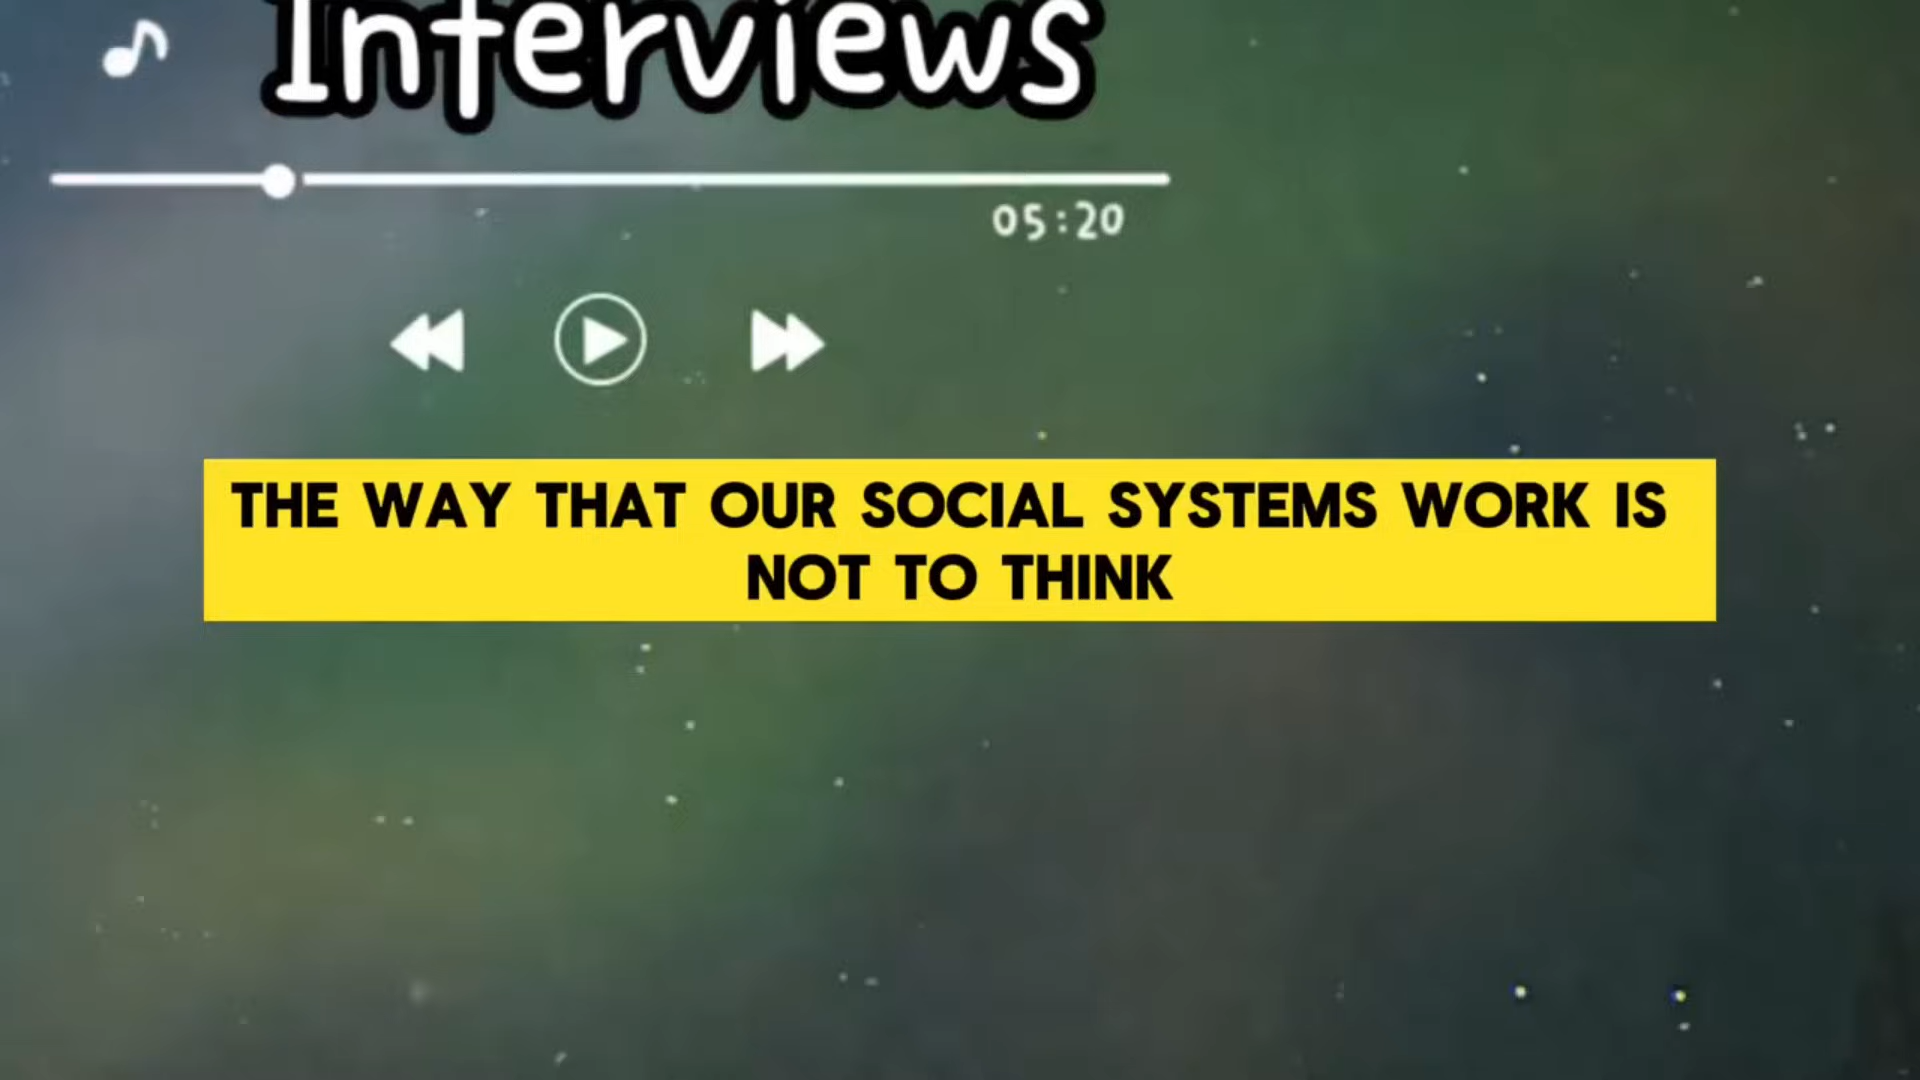 Interviews
05:20
THE WAY THAT OUR SOCIAL SYSTEMS WORK IS
NOT TO THINK